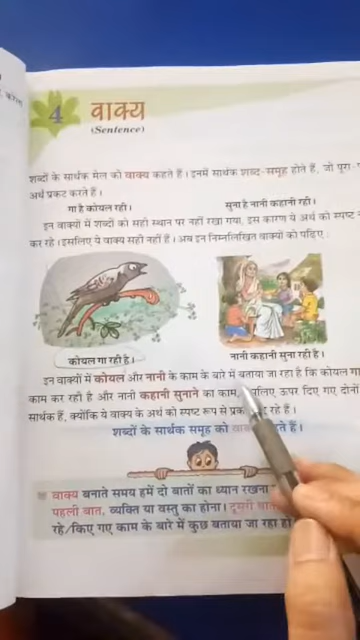 4
वाक्य
(Sentence)
शब्दों के सार्थक मेल को वाक्य कहते हैं। इनमें सार्थक शब्द-समूह होते हैं, जो पूरा-
अर्थ प्रकट करते हैं।
गा है कोयल रही। सुना है नानी कहानी रही।
इन वाक्यों में शब्दों को सही स्थान पर नहीं रखा गया, इस कारण ये अर्थ को स्पष्ट
कर रहे। इसलिए ये वाक्य सही नहीं हैं। अब इन निम्नलिखित वाक्यों को पढ़िए:
कोयल गा रही है। नानी कहानी सुना रही है।
इन वाक्यों में कोयल और नानी के काम के बारे में बताया जा रहा है कि कोयल
काम कर रही है और नानी कहानी सुनाने का काम, ऊपर दिए गए दोनों
सार्थक हैं, क्योंकि ये वाक्य के अर्थ को स्पष्ट रूप से रहे हैं।
शब्दों के सार्थक समूह को हैं।
वाक्य बनाते समय हमें दो बातों का ध्यान रखना
पहली बात, व्यक्ति या वस्तु का होना। दूसरी
रहे/किए गए काम के बारे में कुछ बताया जा रहा